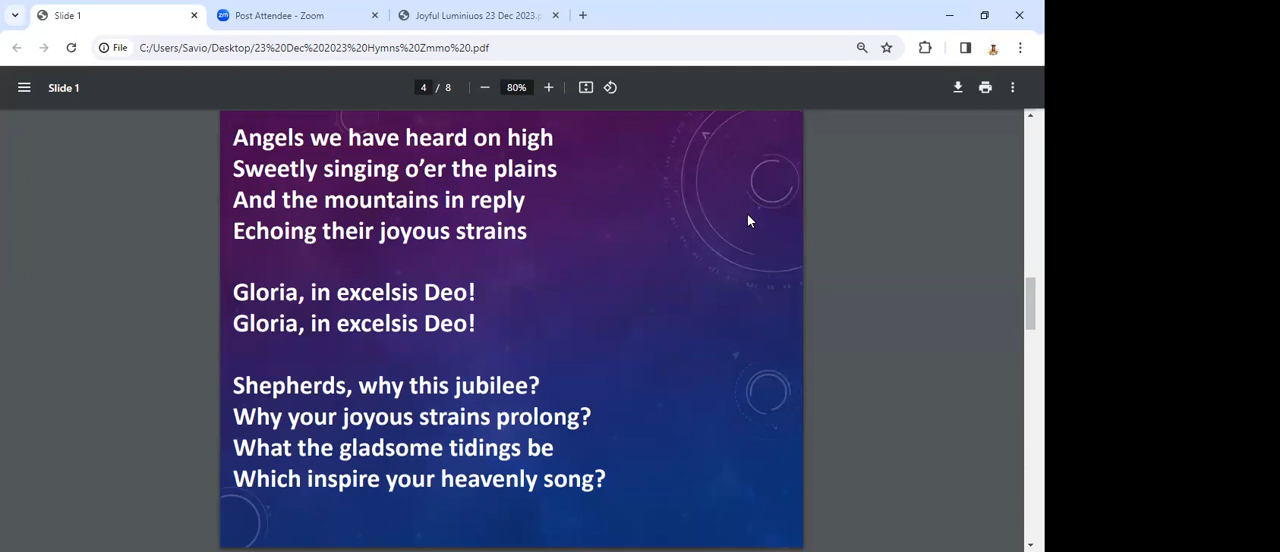 Slide 1
Post Attendee - Zoom
Joyful Luminiuos 23 Dec 2023.p
File
C:/Users/Savio/Desktop/23%20Dec%202023%20Hymns%20Zmmo%20.pdf
Slide 1
4 / 8
80%
Angels we have heard on high
Sweetly singing o’er the plains
And the mountains in reply
Echoing their joyous strains
Gloria, in excelsis Deo!
Gloria, in excelsis Deo!
Shepherds, why this jubilee?
Why your joyous strains prolong?
What the gladsome tidings be
Which inspire your heavenly song?